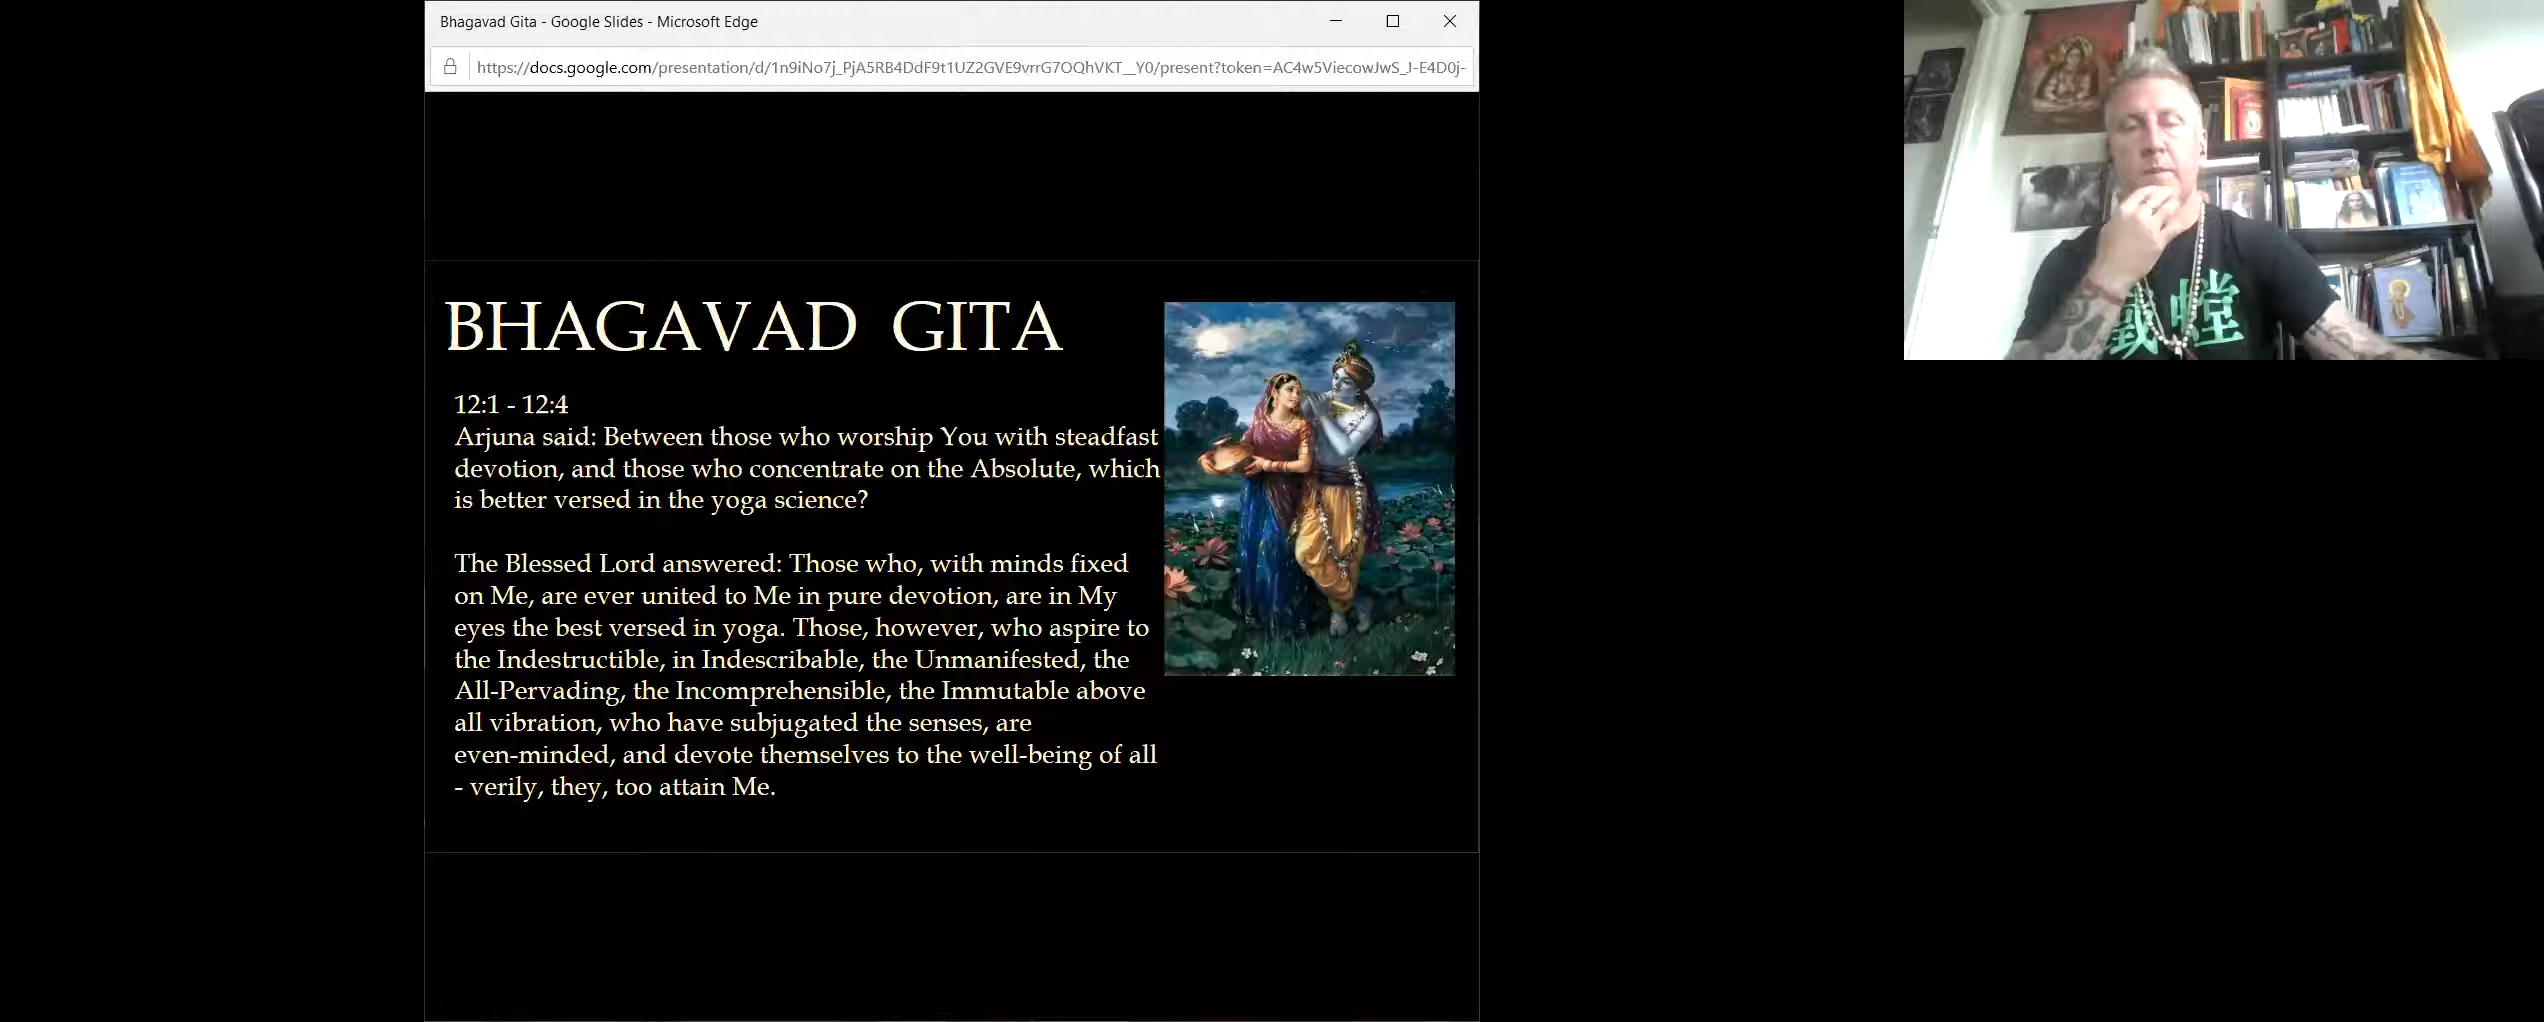 Bhagavad Gita - Google Slides - Microsoft Edge
https://docs.google.com/presentation/d/1n9iNo7j_PjA5RB4DdF9t1UZ2GVE9vrrG7OQhVKT__Y0/present?token=AC4w5ViecowJwS_J-E4D0j-
BHAGAVAD GITA
12:1 - 12:4
Arjuna said: Between those who worship You with steadfast
devotion, and those who concentrate on the Absolute, which
is better versed in the yoga science?
The Blessed Lord answered: Those who, with minds fixed
on Me, are ever united to Me in pure devotion, are in My
eyes the best versed in yoga. Those, however, who aspire to
the Indestructible, in Indescribable, the Unmanifested, the
All-Pervading, the Incomprehensible, the Immutable above
all vibration, who have subjugated the senses, are
even-minded, and devote themselves to the well-being of all
- verily, they, too attain Me.